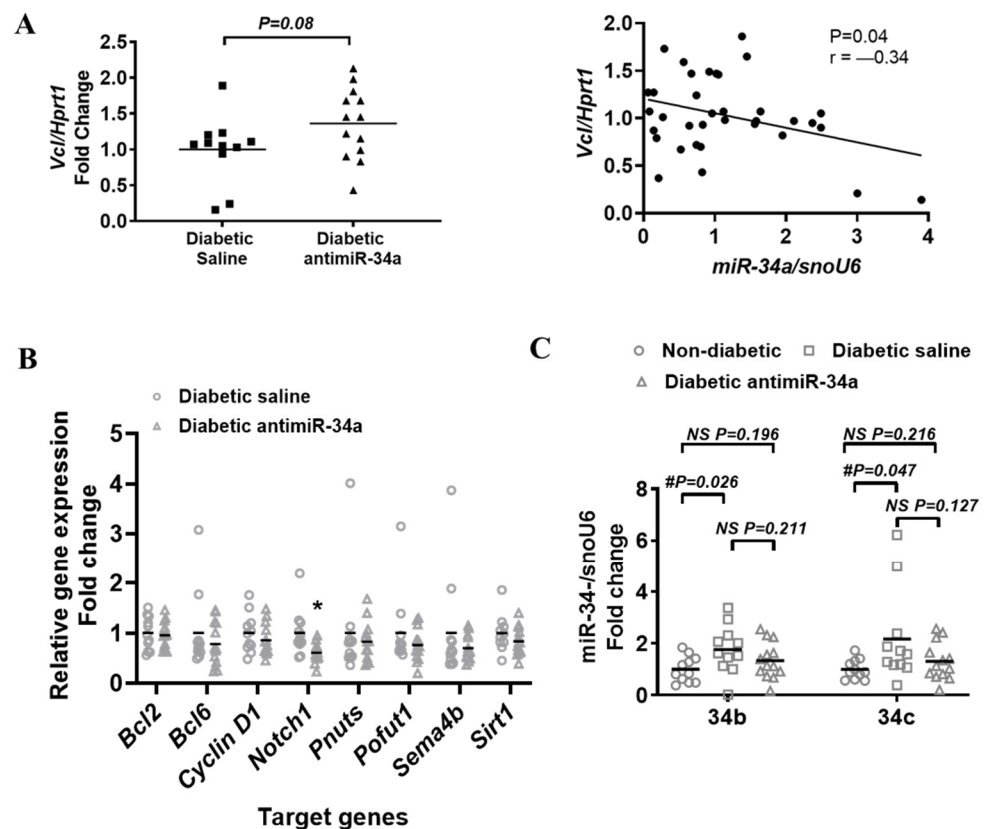 A
P=0.08
Vcl/Hprt1
Fold Change
2.5
2.0
1.5
1.0
0.5
0.0
Diabetic
Saline
Diabetic
antimiR-34a
Vcl/Hprt1
2.0
1.5
1.0
0.5
0.0
P=0.04
r = —0.34
0 1 2 3 4
miR-34a/snoU6
B
Diabetic saline
Diabetic antimiR-34a
Relative gene expression
Fold change
5
4
3
2
1
0
*
Bcl2 Bcl6 Cyclin D1 Notch1 Pnuts Pofut1 Sema4b Sirt1
Target genes
C
Non-diabetic Diabetic saline
Diabetic antimiR-34a
miR-34-/snoU6
Fold change
8
6
4
2
0
NS P=0.196
#P=0.026
NS P=0.211
NS P=0.216
#P=0.047
NS P=0.127
34b 34c